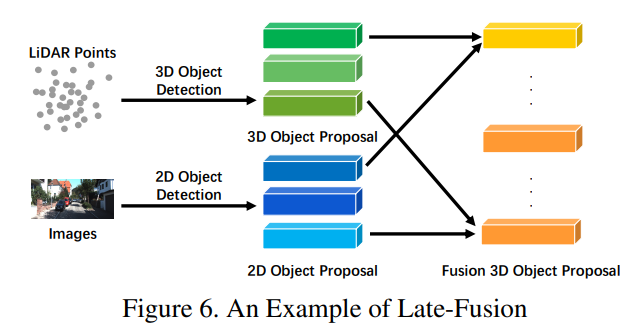 LiDAR Points
3D Object
Detection
3D Object Proposal
2D Object
Detection
Images
2D Object Proposal
Fusion 3D Object Proposal
Figure 6. An Example of Late-Fusion